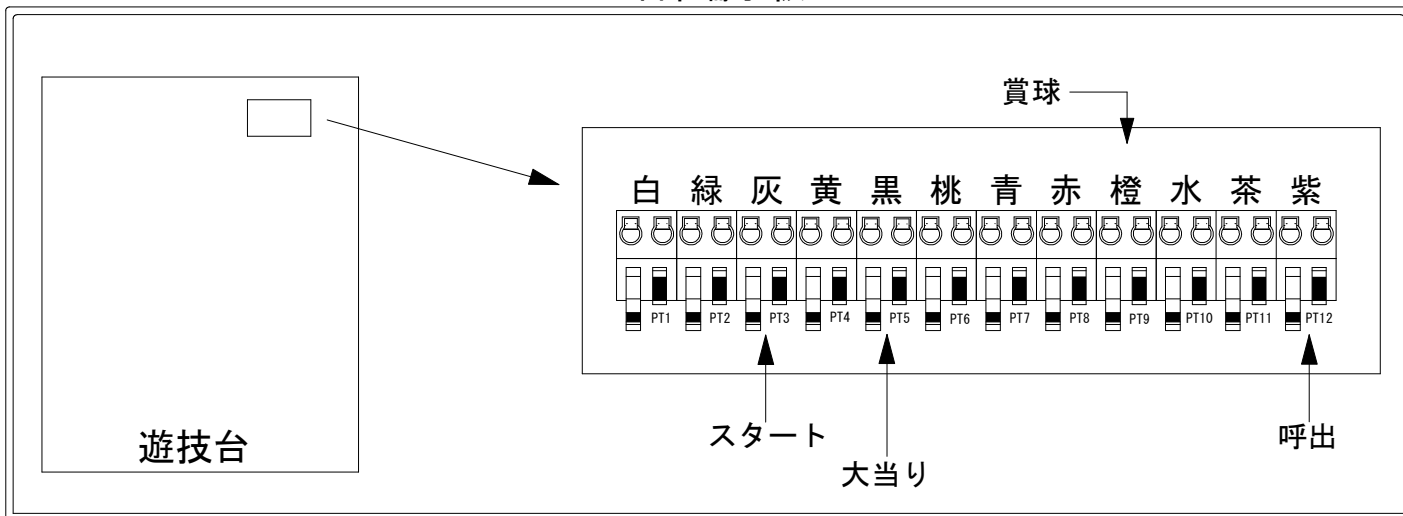 賞球
白 緑 灰 黄 黒 桃 青 赤 橙 水 茶 紫
PT1 PT2 PT3 PT4 PT5 PT6 PT7 PT8 PT9 PT10 PT11 PT12
遊技台
スタート
大当り
呼出